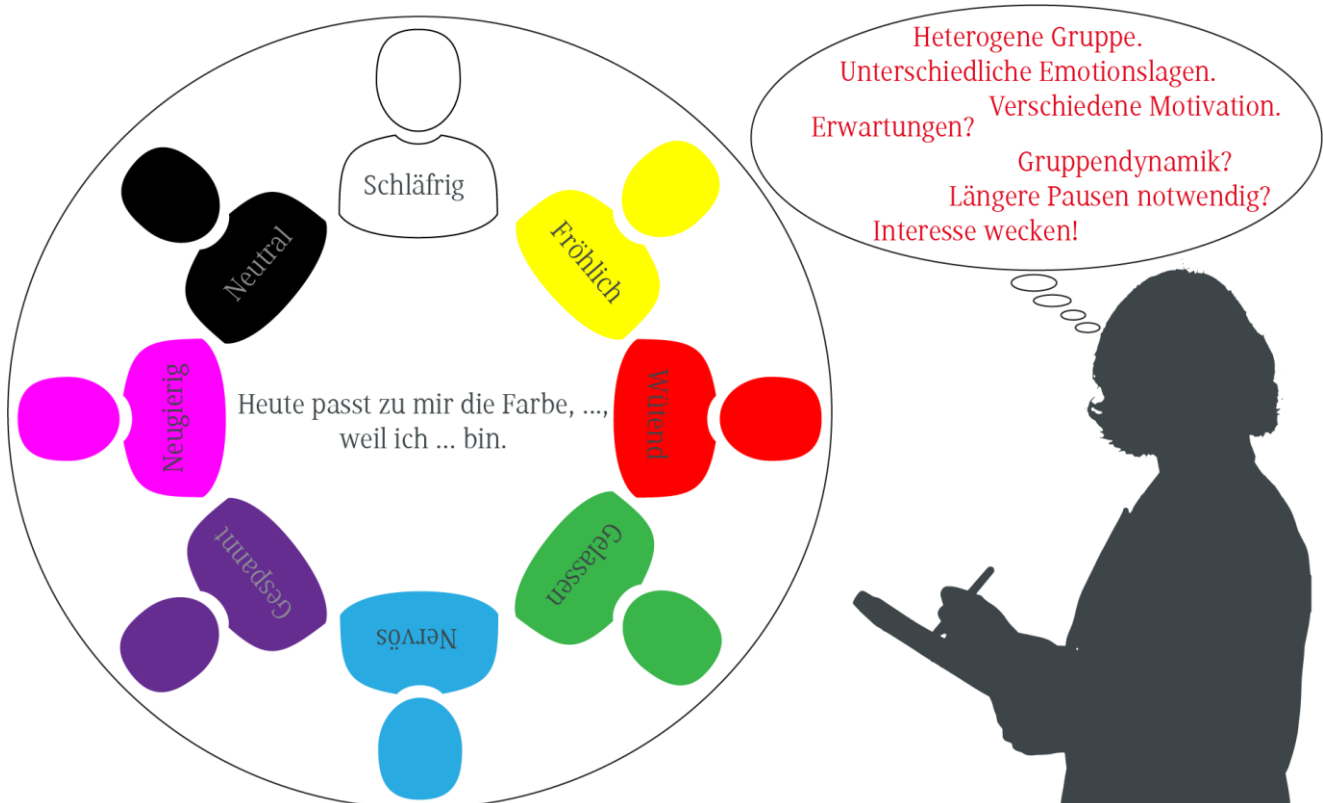 Schläfrig
Fröhlich
Wütend
Gelassen
Nervös
Gespannt
Neugierig
Neutral
Heute passt zu mir die Farbe, ...,
weil ich ... bin.
Heterogene Gruppe.
Unterschiedliche Emotionslagen.
Verschiedene Motivation.
Erwartungen?
Gruppendynamik?
Längere Pausen notwendig?
Interesse wecken!